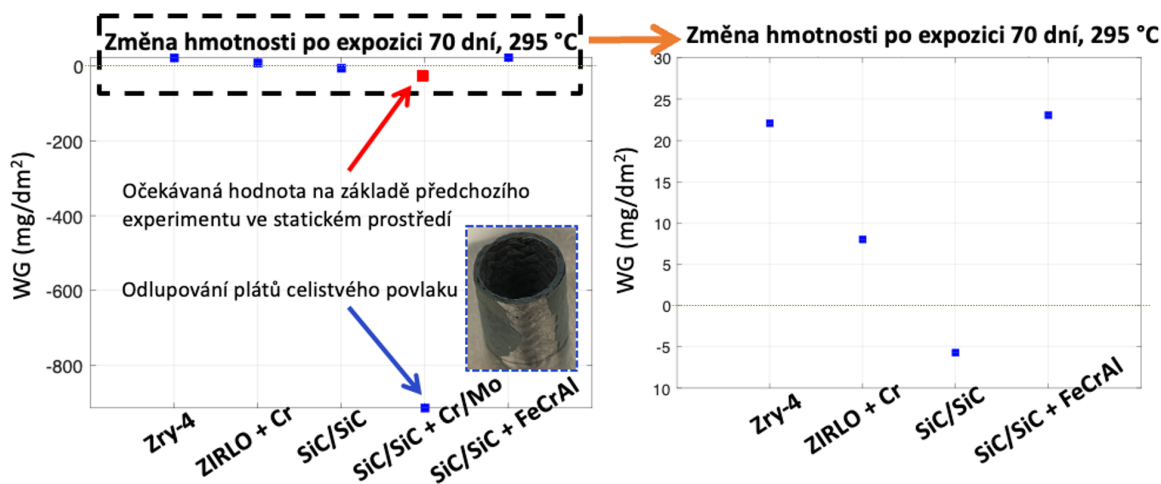 Změna hmotnosti po expozici 70 dní, 295 °C
0
-200
-400
-600
-800
WG (mg/dm²)
Očekávaná hodnota na základě předchozího
experimentu ve statickém prostředí
Odlupování plátů celistvého povlaku
Zry-4
ZIRLO + Cr
SiC/SiC
SiC/SiC + Cr/Mo
SiC/SiC + FeCrAl
Změna hmotnosti po expozici 70 dní, 295 °C
30
25
20
15
10
5
0
-5
10
WG (mg/dm²)
Zry-4
ZIRLO + Cr
SiC/SiC
SiC/SiC + FeCrAl